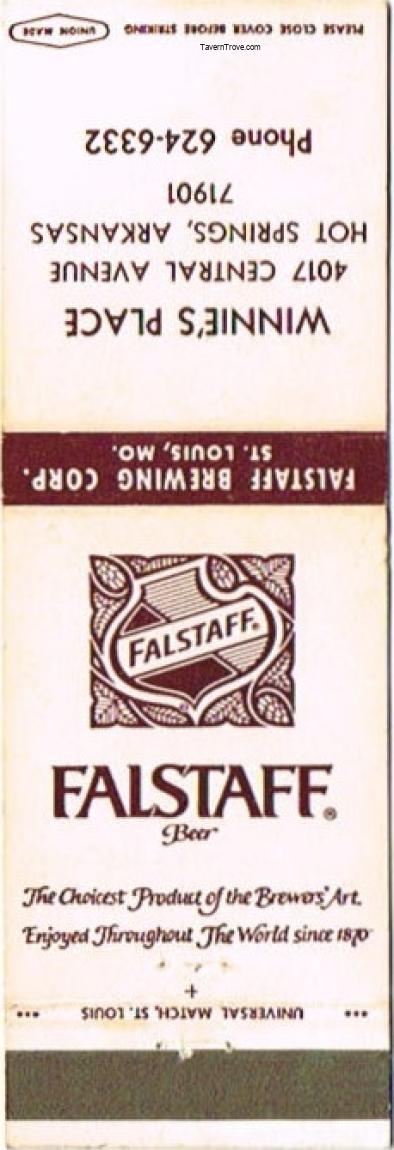 PLEASE CLOSE COVER BEFORE STRIKING
UNION MADE
TavernTrove.com
WINNIE'S PLACE
4017 CENTRAL AVENUE
HOT SPRINGS, ARKANSAS
71901
Phone 624-6332
FALSTAFF BREWING CORP.
ST. LOUIS, MO.
FALSTAFF®
FALSTAFF®
Beer
The Choicest Product of the Brewers' Art.
Enjoyed Throughout The World since 1870
UNIVERSAL MATCH, ST. LOUIS